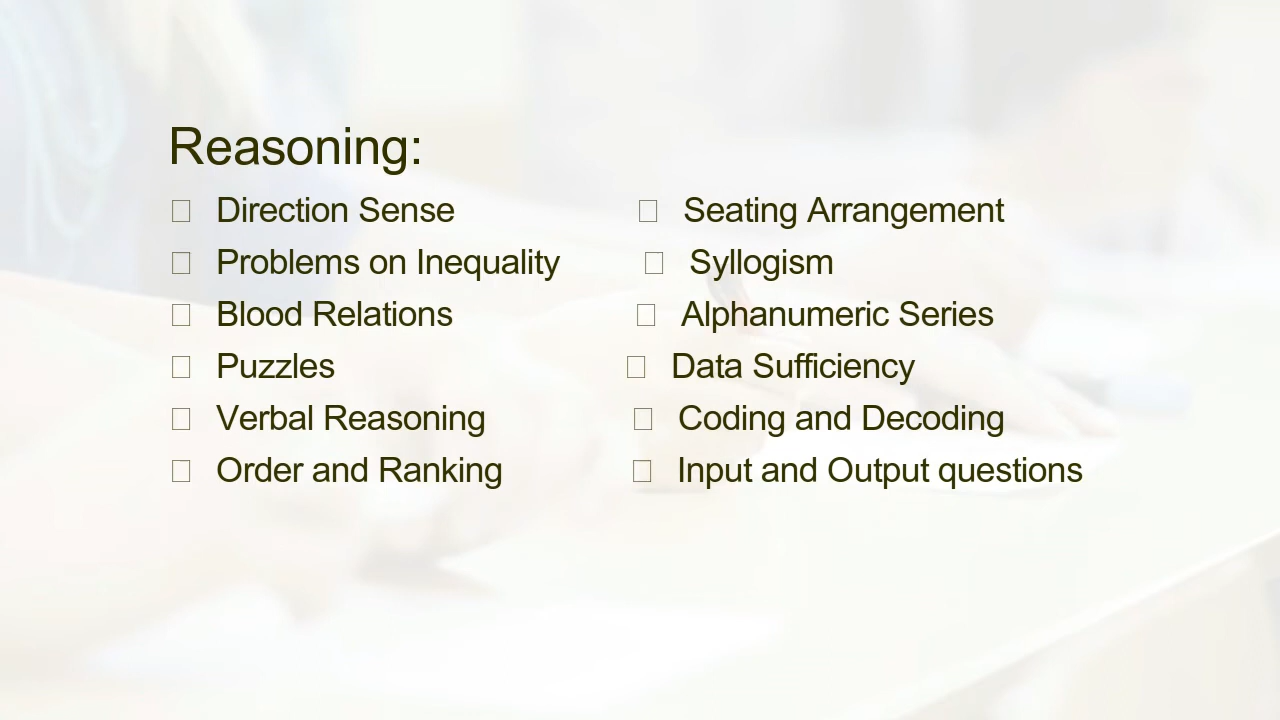 Reasoning:
□ Direction Sense □ Seating Arrangement
□ Problems on Inequality □ Syllogism
□ Blood Relations □ Alphanumeric Series
□ Puzzles □ Data Sufficiency
□ Verbal Reasoning □ Coding and Decoding
□ Order and Ranking □ Input and Output questions